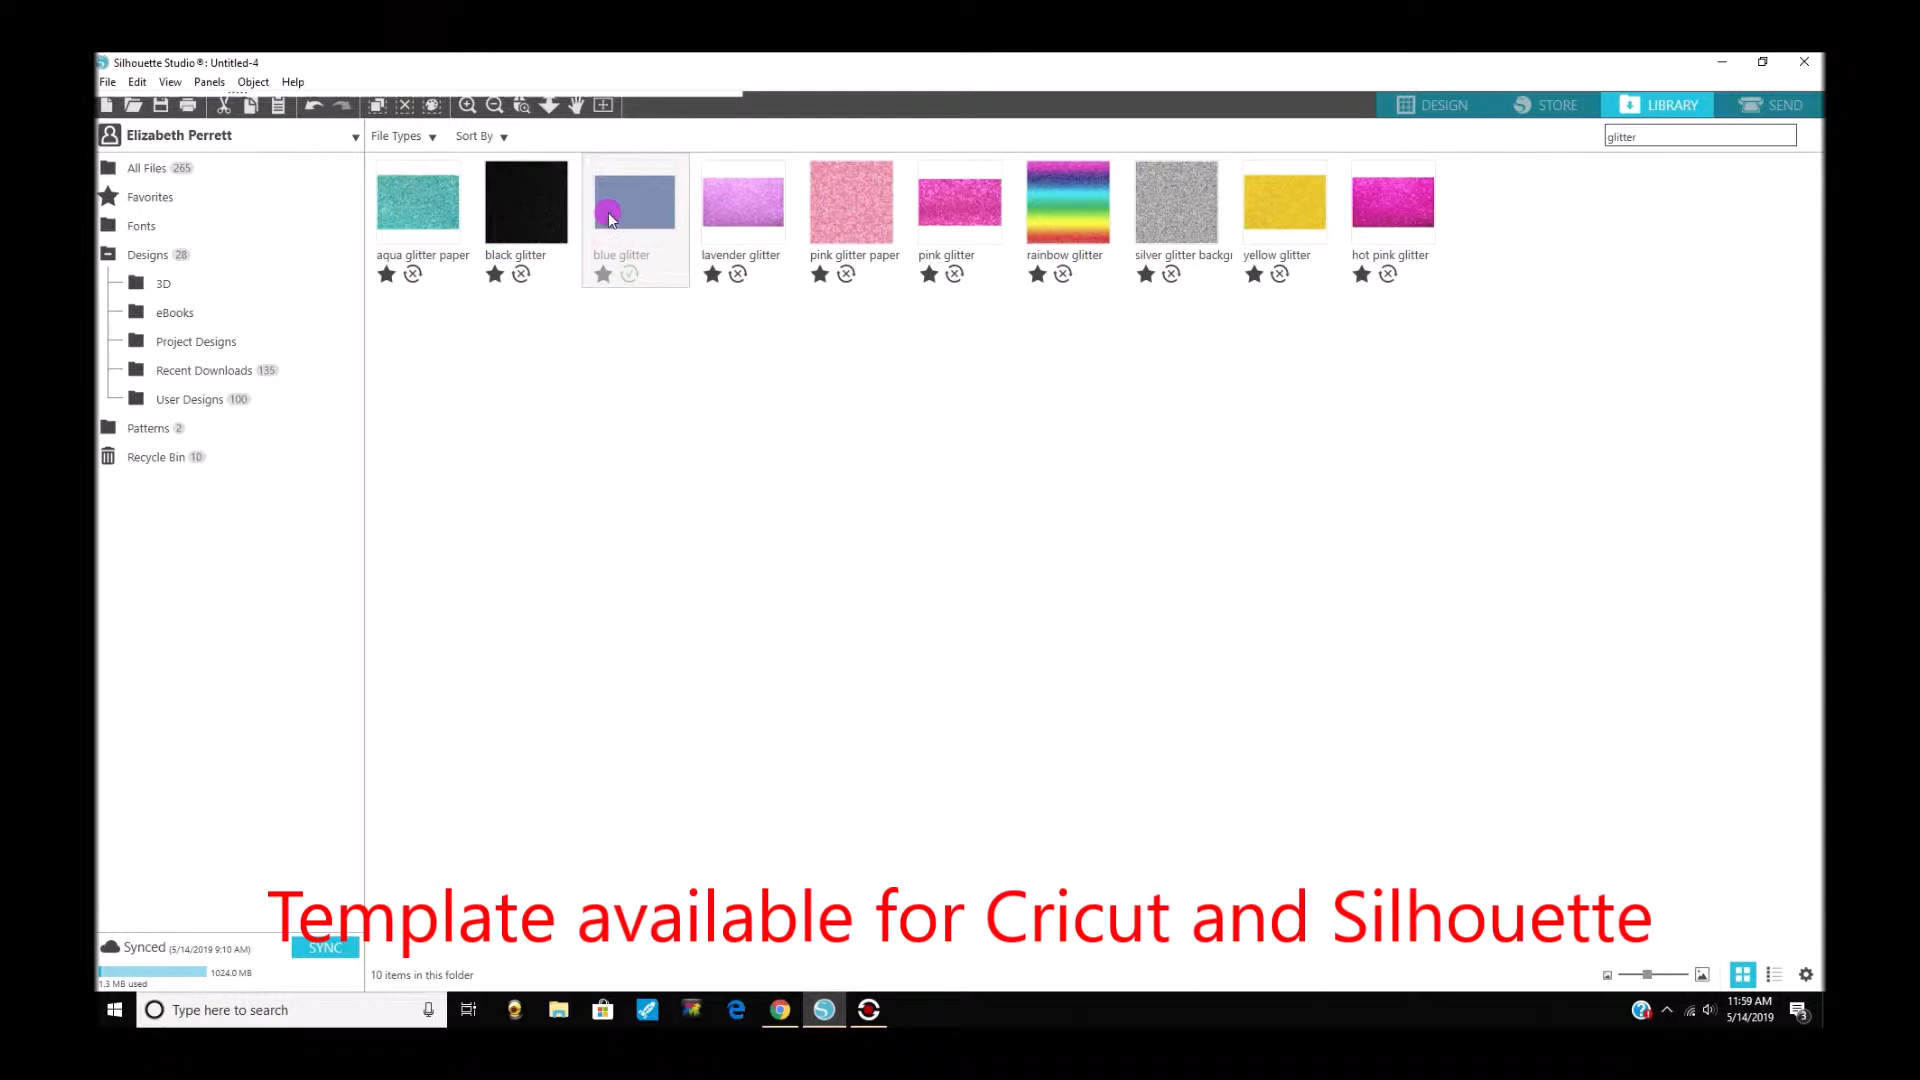 Silhouette Studio®: Untitled-4
File Edit View Panels Object Help
DESIGN STORE LIBRARY SEND
Elizabeth Perrett
File Types Sort By
glitter
All Files 265
Favorites
Fonts
Designs 28
3D
eBooks
Project Designs
Recent Downloads 135
User Designs 100
Patterns 2
Recycle Bin 10
aqua glitter paper
black glitter
blue glitter
lavender glitter
pink glitter paper
pink glitter
rainbow glitter
silver glitter backgr
yellow glitter
hot pink glitter
Template available for Cricut and Silhouette
Synced (5/14/2019 9:10 AM)
SYNC
1024.0 MB
1.3 MB used
10 items in this folder
Type here to search
11:59 AM
5/14/2019
3